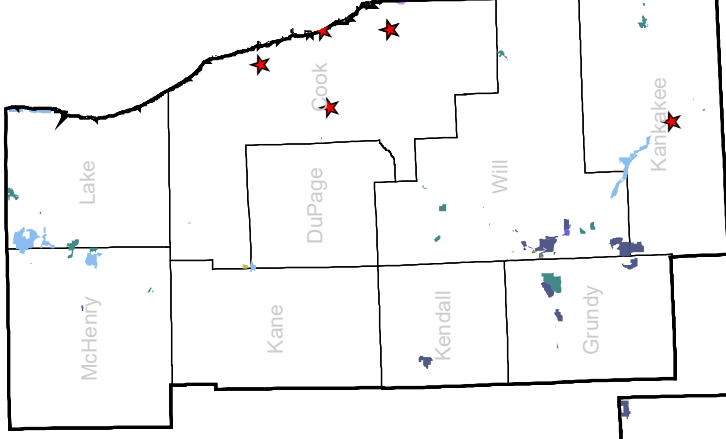 Cook
Kankakee
Lake
DuPage
Will
McHenry
Kane
Kendall
Grundy